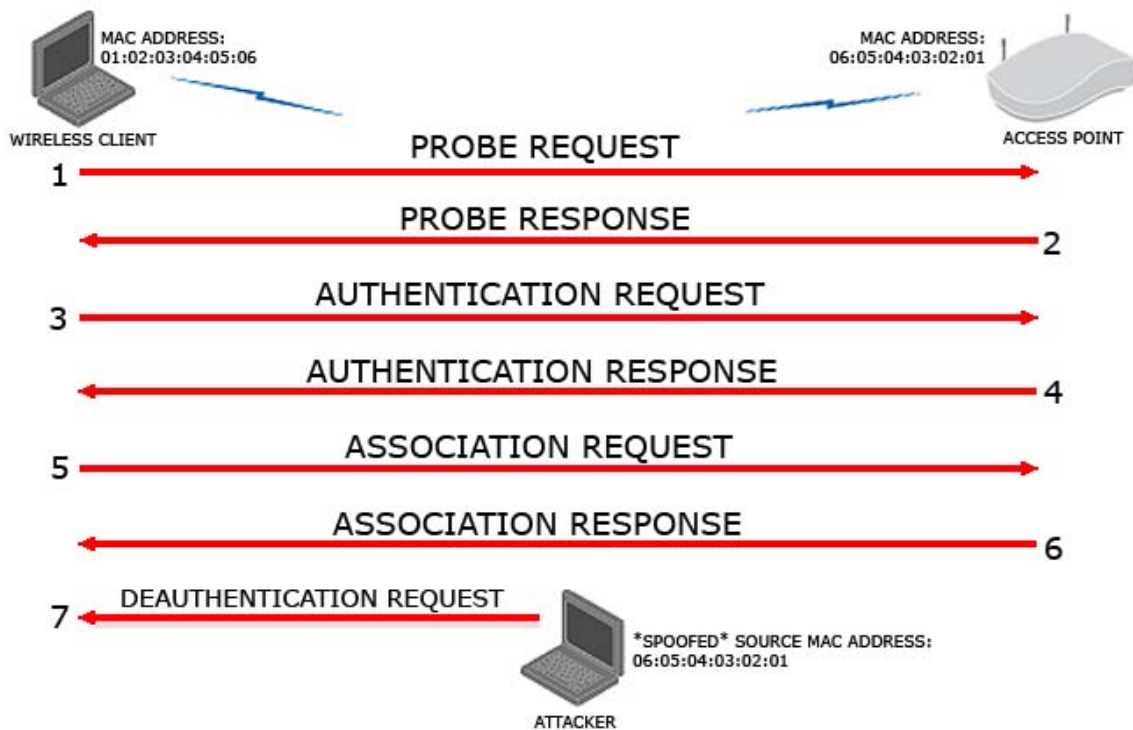 MAC ADDRESS:
01:02:03:04:05:06
MAC ADDRESS:
06:05:04:03:02:01
WIRELESS CLIENT
ACCESS POINT
PROBE REQUEST
1
PROBE RESPONSE
2
AUTHENTICATION REQUEST
3
AUTHENTICATION RESPONSE
4
ASSOCIATION REQUEST
5
ASSOCIATION RESPONSE
6
DEAUTHENTICATION REQUEST
7
*SPOOFED* SOURCE MAC ADDRESS:
06:05:04:03:02:01
ATTACKER